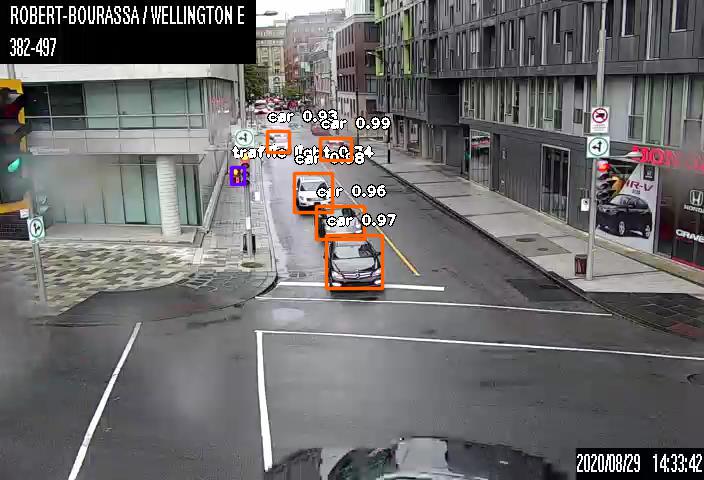 ROBERT-BOURASSA / WELLINGTON E
382-497
car 0.93
car 0.99
car 0.96
car 0.97
HONDA
HR-V
HONDA
2020/08/29 14:33:42